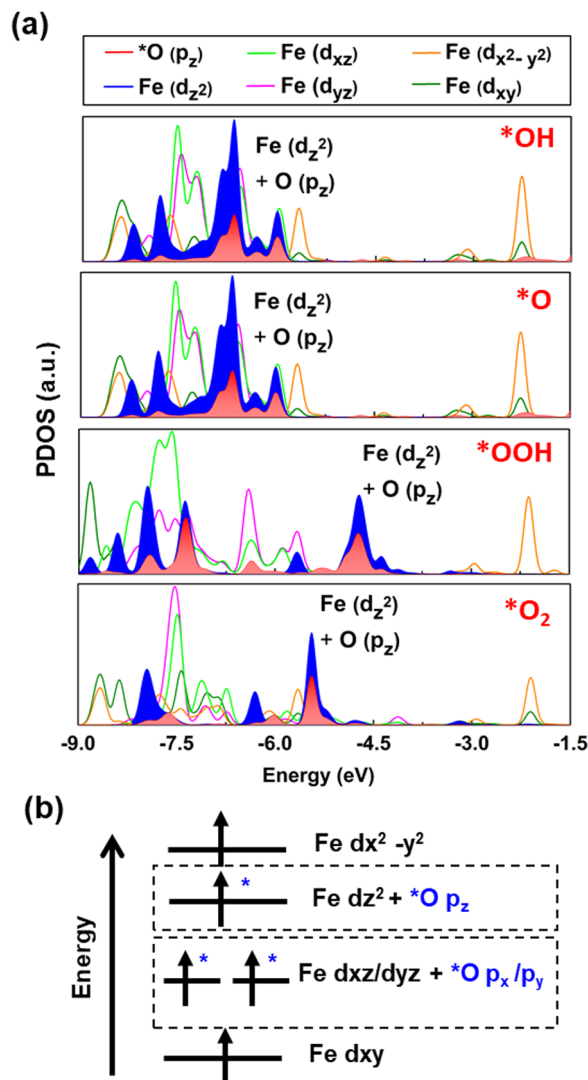 (a)
*O (pz) Fe (dxz) Fe (dx²- y²)
Fe (dz²) Fe (dyz) Fe (dxy)
Fe (dz²)
+ O (pz)
*OH
Fe (dz²)
+ O (pz)
*O
Fe (dz²)
+ O (pz)
*OOH
Fe (dz²)
+ O (pz)
*O₂
PDOS (a.u.)
-9.0 -7.5 -6.0 -4.5 -3.0 -1.5
Energy (eV)
(b)
Energy
Fe dx² -y²
* Fe dz² + *O pz
* * Fe dxz/dyz + *O px /py
Fe dxy